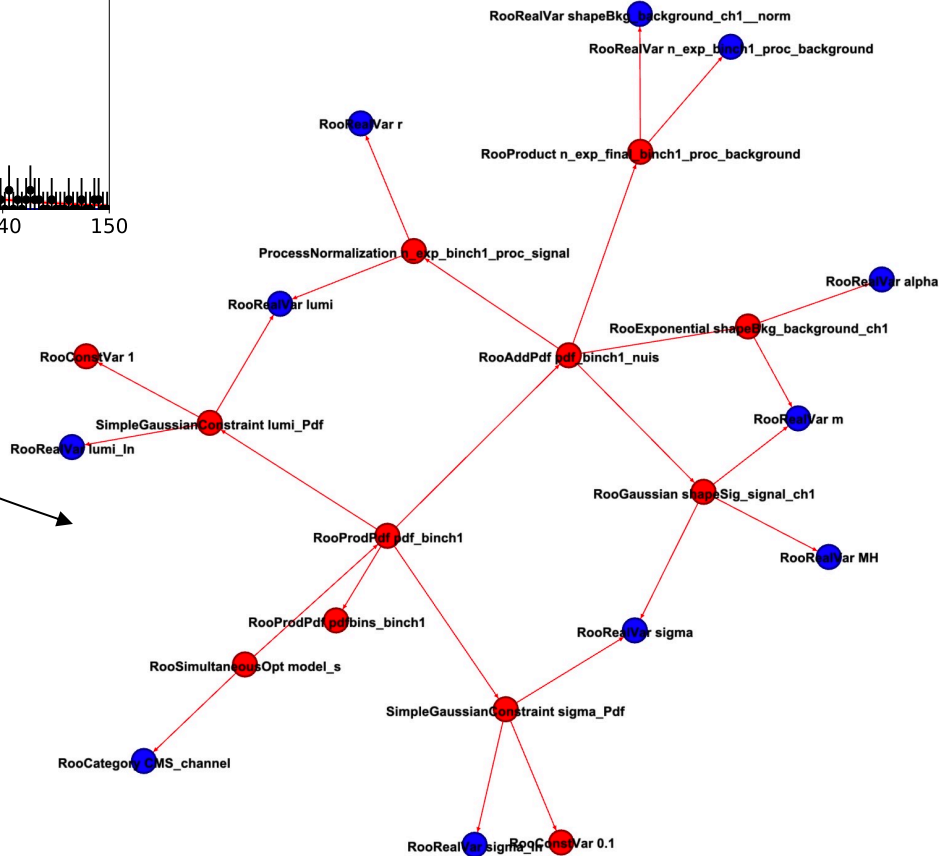 RooRealVar shapeBkg_background_ch1__norm
RooRealVar n_exp_binch1_proc_background
RooRealVar r
RooProduct n_exp_final_binch1_proc_background
40 150
ProcessNormalization n_exp_binch1_proc_signal
RooRealVar alpha
RooRealVar lumi
RooExponential shapeBkg_background_ch1
RooConstVar 1
RooAddPdf pdf_binch1_nuis
RooRealVar m
SimpleGaussianConstraint lumi_Pdf
RooRealVar lumi_In
RooGaussian shapeSig_signal_ch1
RooProdPdf pdf_binch1
RooRealVar MH
RooProdPdf pdfbins_binch1
RooRealVar sigma
RooSimultaneousOpt model_s
SimpleGaussianConstraint sigma_Pdf
RooCategory CMS_channel
RooRealVar sigma_In
RooConstVar 0.1